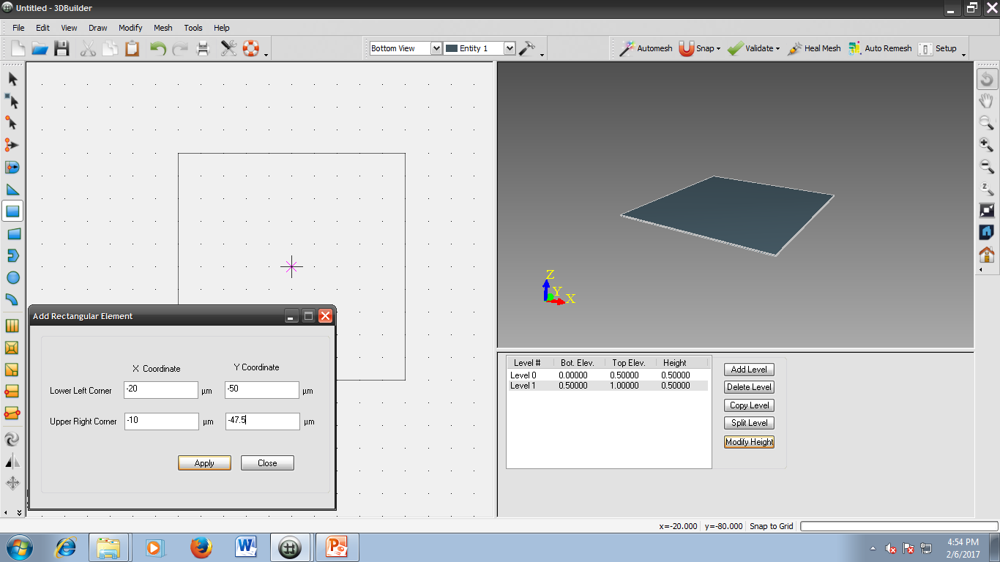 Untitled - 3DBuilder
File Edit View Draw Modify Mesh Tools Help
Bottom View Entity 1 Automesh Snap Validate Heal Mesh Auto Remesh Setup
Z
Y
X
Add Rectangular Element
X Coordinate Y Coordinate
Lower Left Corner -20 µm -50 µm
Upper Right Corner -10 µm -47.5 µm
Apply Close
Level # Bot. Elev. Top Elev. Height
Level 0 0.00000 0.50000 0.50000
Level 1 0.50000 1.00000 0.50000
Add Level
Delete Level
Copy Level
Split Level
Modify Height
x=-20.000 y=-80.000 Snap to Grid
4:54 PM
2/6/2017